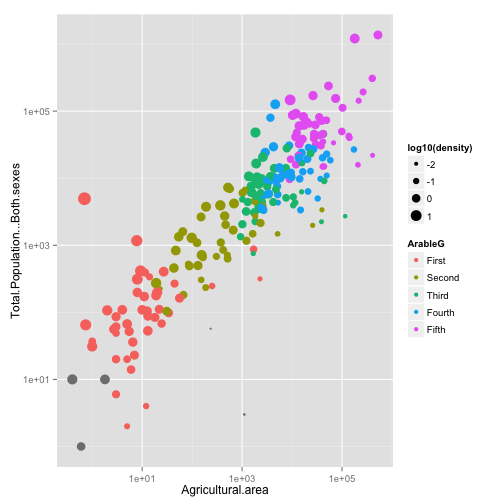 1e+05
1e+03
1e+01
Total.Population...Both.sexes
1e+01
1e+03
1e+05
Agricultural.area
log10(density)
-2
-1
0
1
ArableG
First
Second
Third
Fourth
Fifth